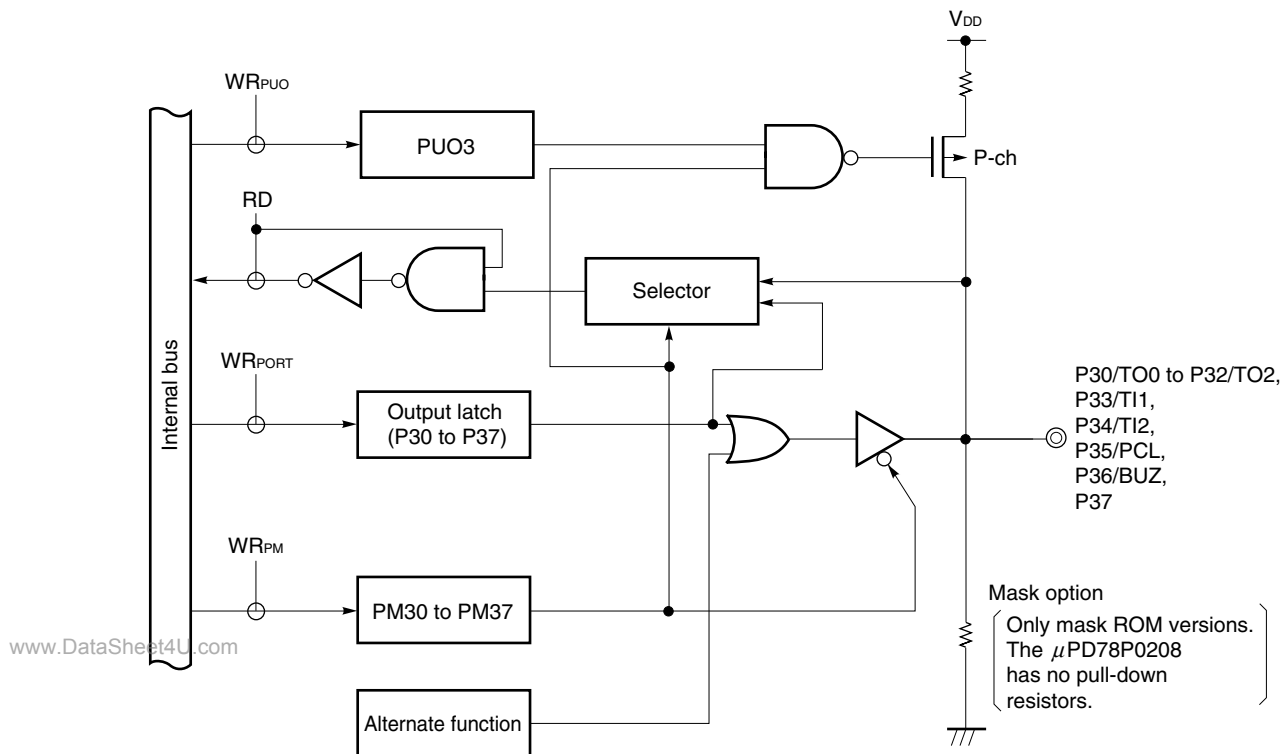 VDD
WRPUO
PUO3
P-ch
RD
Selector
Internal bus
WRPORT
Output latch
(P30 to P37)
P30/TO0 to P32/TO2,
P33/TI1,
P34/TI2,
P35/PCL,
P36/BUZ,
P37
WRPM
PM30 to PM37
Mask option
Only mask ROM versions.
The μPD78P0208
has no pull-down
resistors.
www.DataSheet4U.com
Alternate function